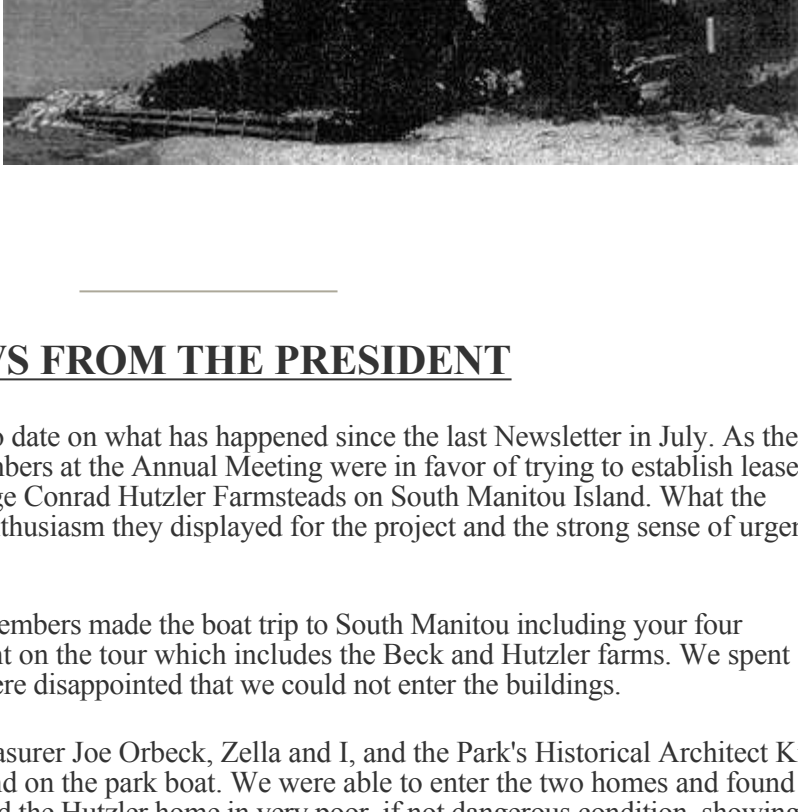 WS FROM THE PRESIDENT
o date on what has happened since the last Newsletter in July. As the
mbers at the Annual Meeting were in favor of trying to establish lease
ge Conrad Hutzler Farmsteads on South Manitou Island. What the
nthusiasm they displayed for the project and the strong sense of urgen
embers made the boat trip to South Manitou including your four
nt on the tour which includes the Beck and Hutzler farms. We spent
ere disappointed that we could not enter the buildings.
easurer Joe Orbeck, Zella and I, and the Park's Historical Architect K
nd on the park boat. We were able to enter the two homes and found
d the Hutzler home in very poor, if not dangerous condition, showing